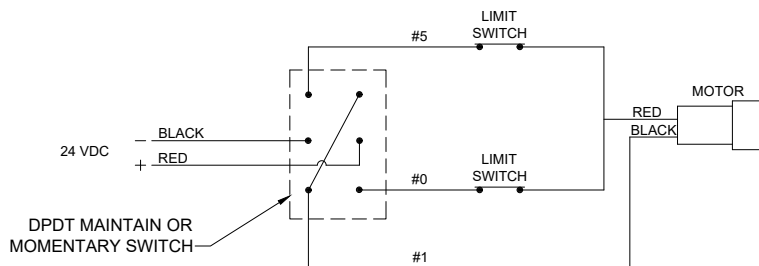 LIMIT
SWITCH
#5
MOTOR
RED
BLACK
− BLACK
24 VDC
+ RED
LIMIT
SWITCH
#0
DPDT MAINTAIN OR
MOMENTARY SWITCH
#1